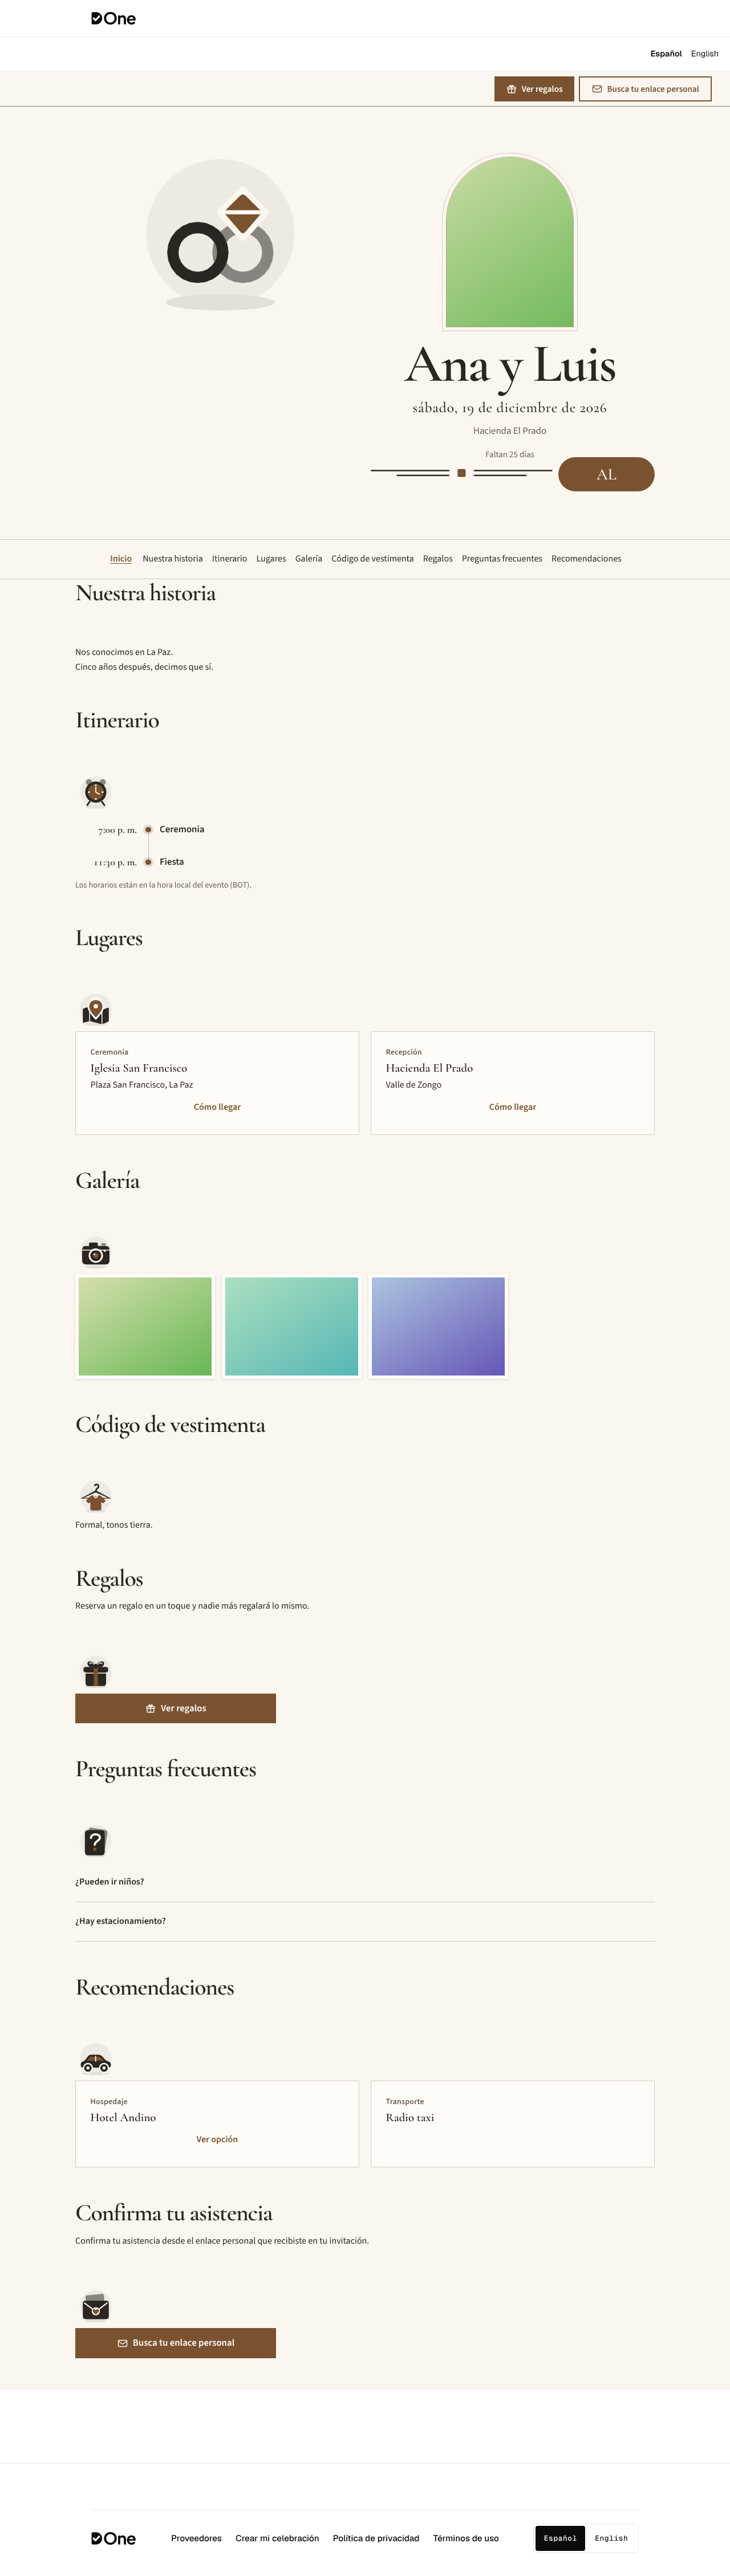 One
Español English
Ver regalos Busca tu enlace personal
Ana y Luis
sábado, 19 de diciembre de 2026
Hacienda El Prado
Faltan 25 días
AL
Inicio Nuestra historia Itinerario Lugares Galería Código de vestimenta Regalos Preguntas frecuentes Recomendaciones
Nuestra historia
Nos conocimos en La Paz.
Cinco años después, decimos que sí.
Itinerario
7:00 p. m. Ceremonia
11:30 p. m. Fiesta
Los horarios están en la hora local del evento (BOT).
Lugares
Ceremonia
Iglesia San Francisco
Plaza San Francisco, La Paz
Cómo llegar
Recepción
Hacienda El Prado
Valle de Zongo
Cómo llegar
Galería
Código de vestimenta
Formal, tonos tierra.
Regalos
Reserva un regalo en un toque y nadie más regalará lo mismo.
Ver regalos
Preguntas frecuentes
?
¿Pueden ir niños?
¿Hay estacionamiento?
Recomendaciones
Hospedaje
Hotel Andino
Ver opción
Transporte
Radio taxi
Confirma tu asistencia
Confirma tu asistencia desde el enlace personal que recibiste en tu invitación.
Busca tu enlace personal
One
Proveedores Crear mi celebración Política de privacidad Términos de uso
Español English